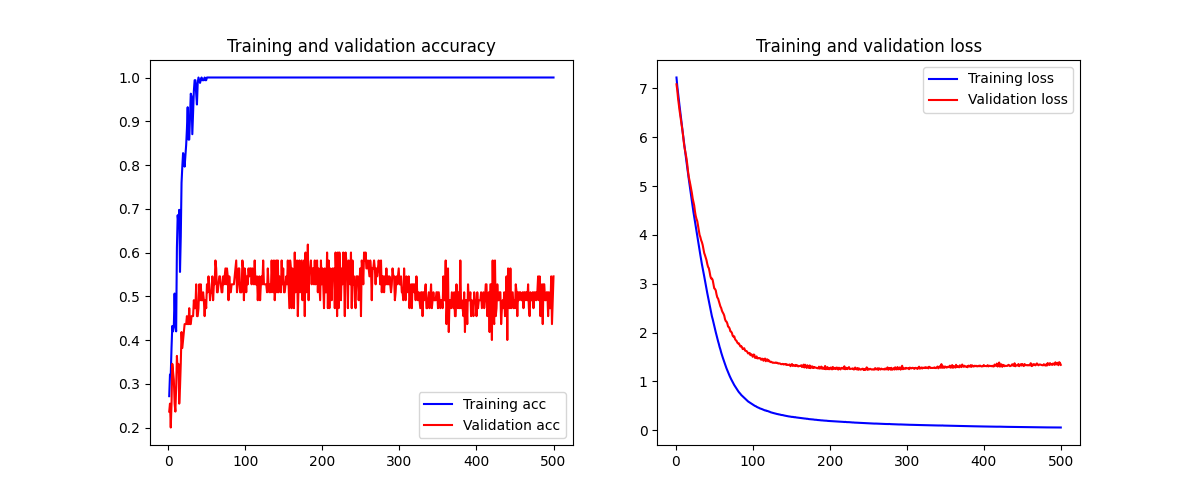 Training and validation accuracy
1.0
0.9
0.8
0.7
0.6
0.5
0.4
0.3
0.2
0 100 200 300 400 500
Training acc
Validation acc
Training and validation loss
7
6
5
4
3
2
1
0
0 100 200 300 400 500
Training loss
Validation loss